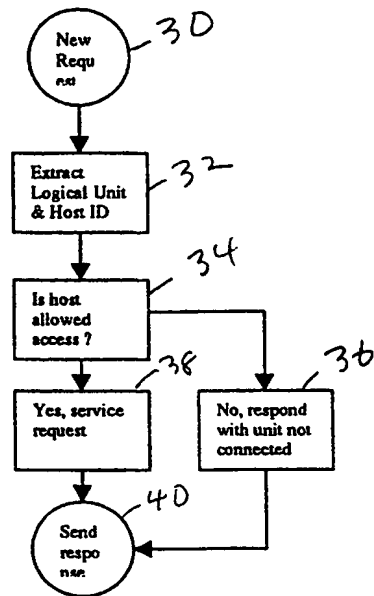 New
Requ
est
30
Extract
Logical Unit
& Host ID
32
Is host
allowed
access ?
34
Yes, service
request
38
No, respond
with unit not
connected
36
Send
respo
nse
40